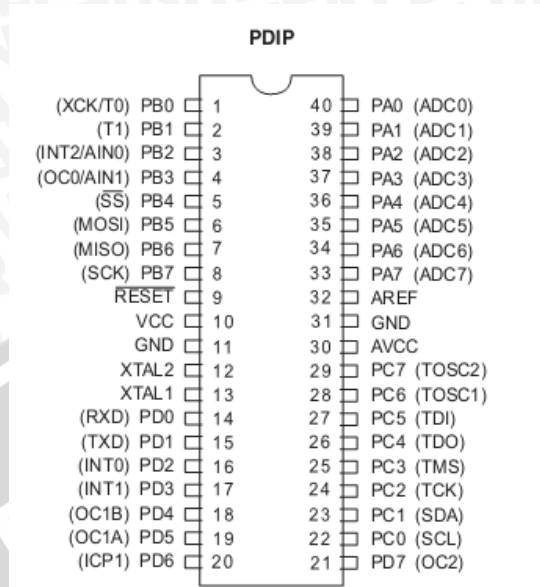 PDIP
(XCK/T0) PB0 1 40 PA0 (ADC0)
(T1) PB1 2 39 PA1 (ADC1)
(INT2/AIN0) PB2 3 38 PA2 (ADC2)
(OC0/AIN1) PB3 4 37 PA3 (ADC3)
(SS) PB4 5 36 PA4 (ADC4)
(MOSI) PB5 6 35 PA5 (ADC5)
(MISO) PB6 7 34 PA6 (ADC6)
(SCK) PB7 8 33 PA7 (ADC7)
RESET 9 32 AREF
VCC 10 31 GND
GND 11 30 AVCC
XTAL2 12 29 PC7 (TOSC2)
XTAL1 13 28 PC6 (TOSC1)
(RXD) PD0 14 27 PC5 (TDI)
(TXD) PD1 15 26 PC4 (TDO)
(INT0) PD2 16 25 PC3 (TMS)
(INT1) PD3 17 24 PC2 (TCK)
(OC1B) PD4 18 23 PC1 (SDA)
(OC1A) PD5 19 22 PC0 (SCL)
(ICP1) PD6 20 21 PD7 (OC2)